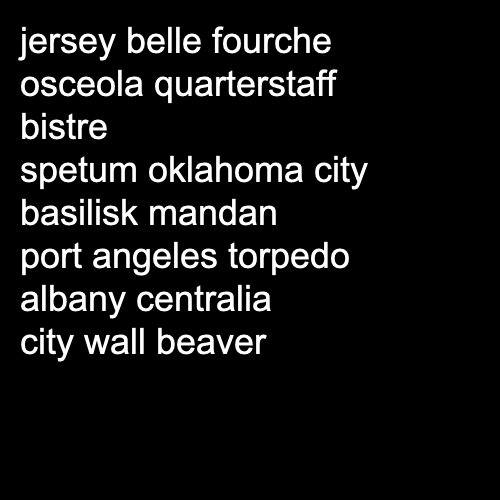 jersey belle fourche
osceola quarterstaff
bistre
spetum oklahoma city
basilisk mandan
port angeles torpedo
albany centralia
city wall beaver